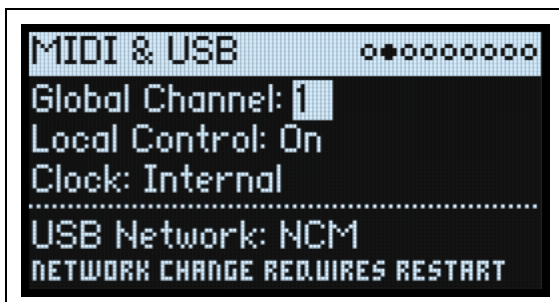 MIDI & USB
Global Channel: 1
Local Control: On
Clock: Internal
USB Network: NCM
NETWORK CHANGE REQUIRES RESTART